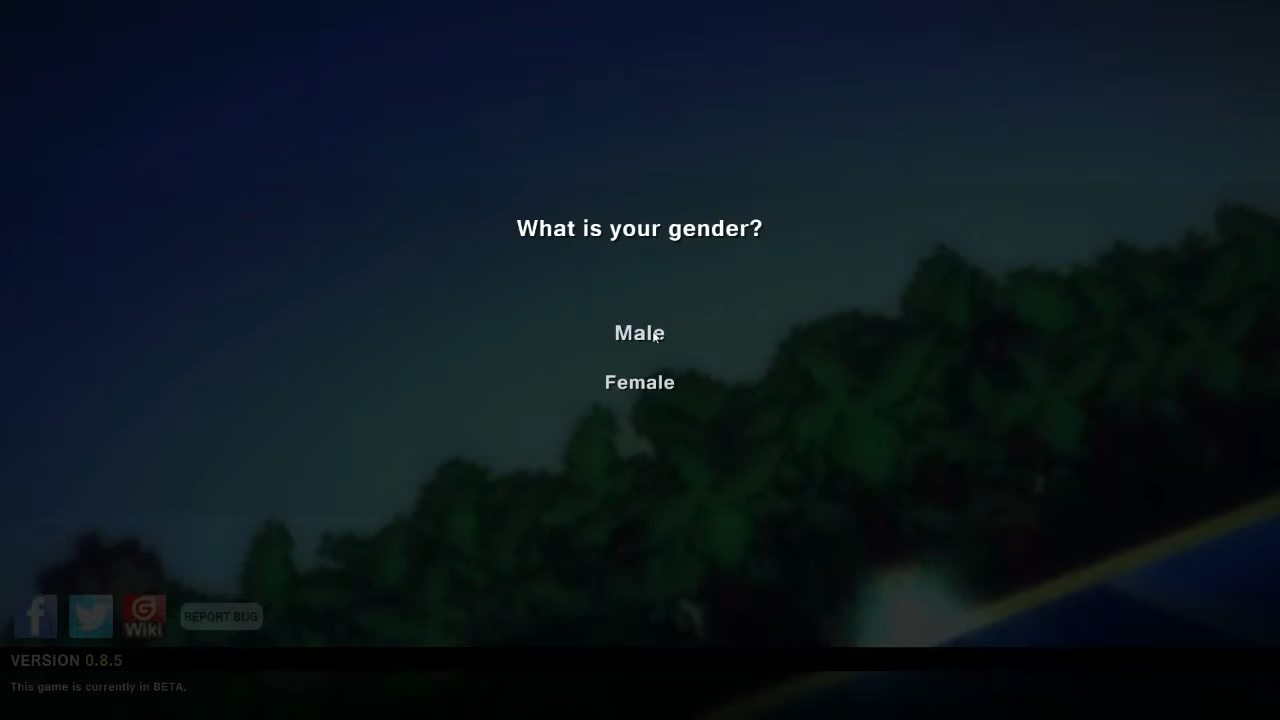 What is your gender?
Male
Female
f
G
Wiki
REPORT BUG
VERSION 0.8.5
This game is currently in BETA.